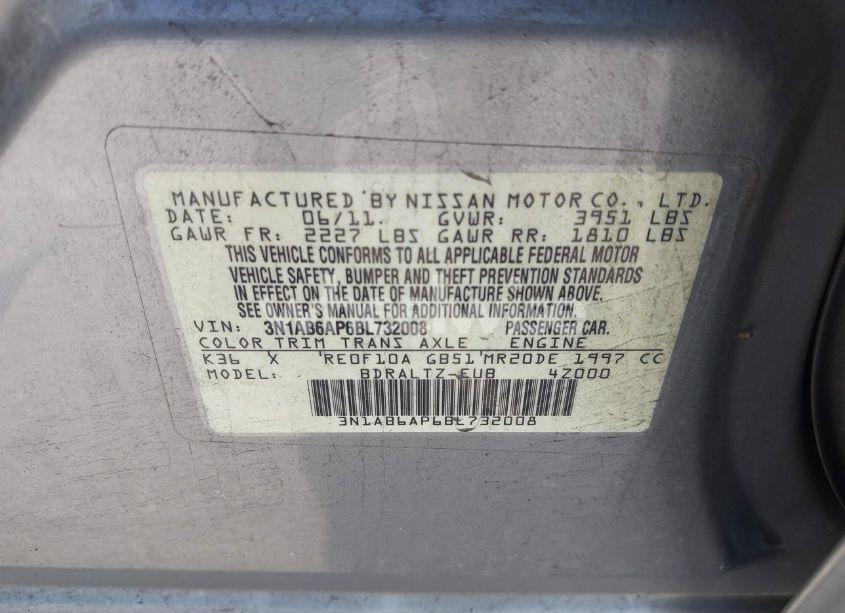 MANUFACTURED BY NISSAN MOTOR CO., LTD.
DATE: 06/11. GVWR: 3951 LBS
GAWR FR: 2227 LBS GAWR RR: 1810 LBS
THIS VEHICLE CONFORMS TO ALL APPLICABLE FEDERAL MOTOR
VEHICLE SAFETY, BUMPER AND THEFT PREVENTION STANDARDS
IN EFFECT ON THE DATE OF MANUFACTURE SHOWN ABOVE.
SEE OWNER'S MANUAL FOR ADDITIONAL INFORMATION
VIN: 3N1AB6AP6BL732008 PASSENGER CAR.
COLOR TRIM TRANS AXLE ENGINE
K36 X RE0F10A GB51 MR20DE 1997 CC
MODEL: BDRALTZ-EUB 4Z000
3N1AB6AP6BL732008